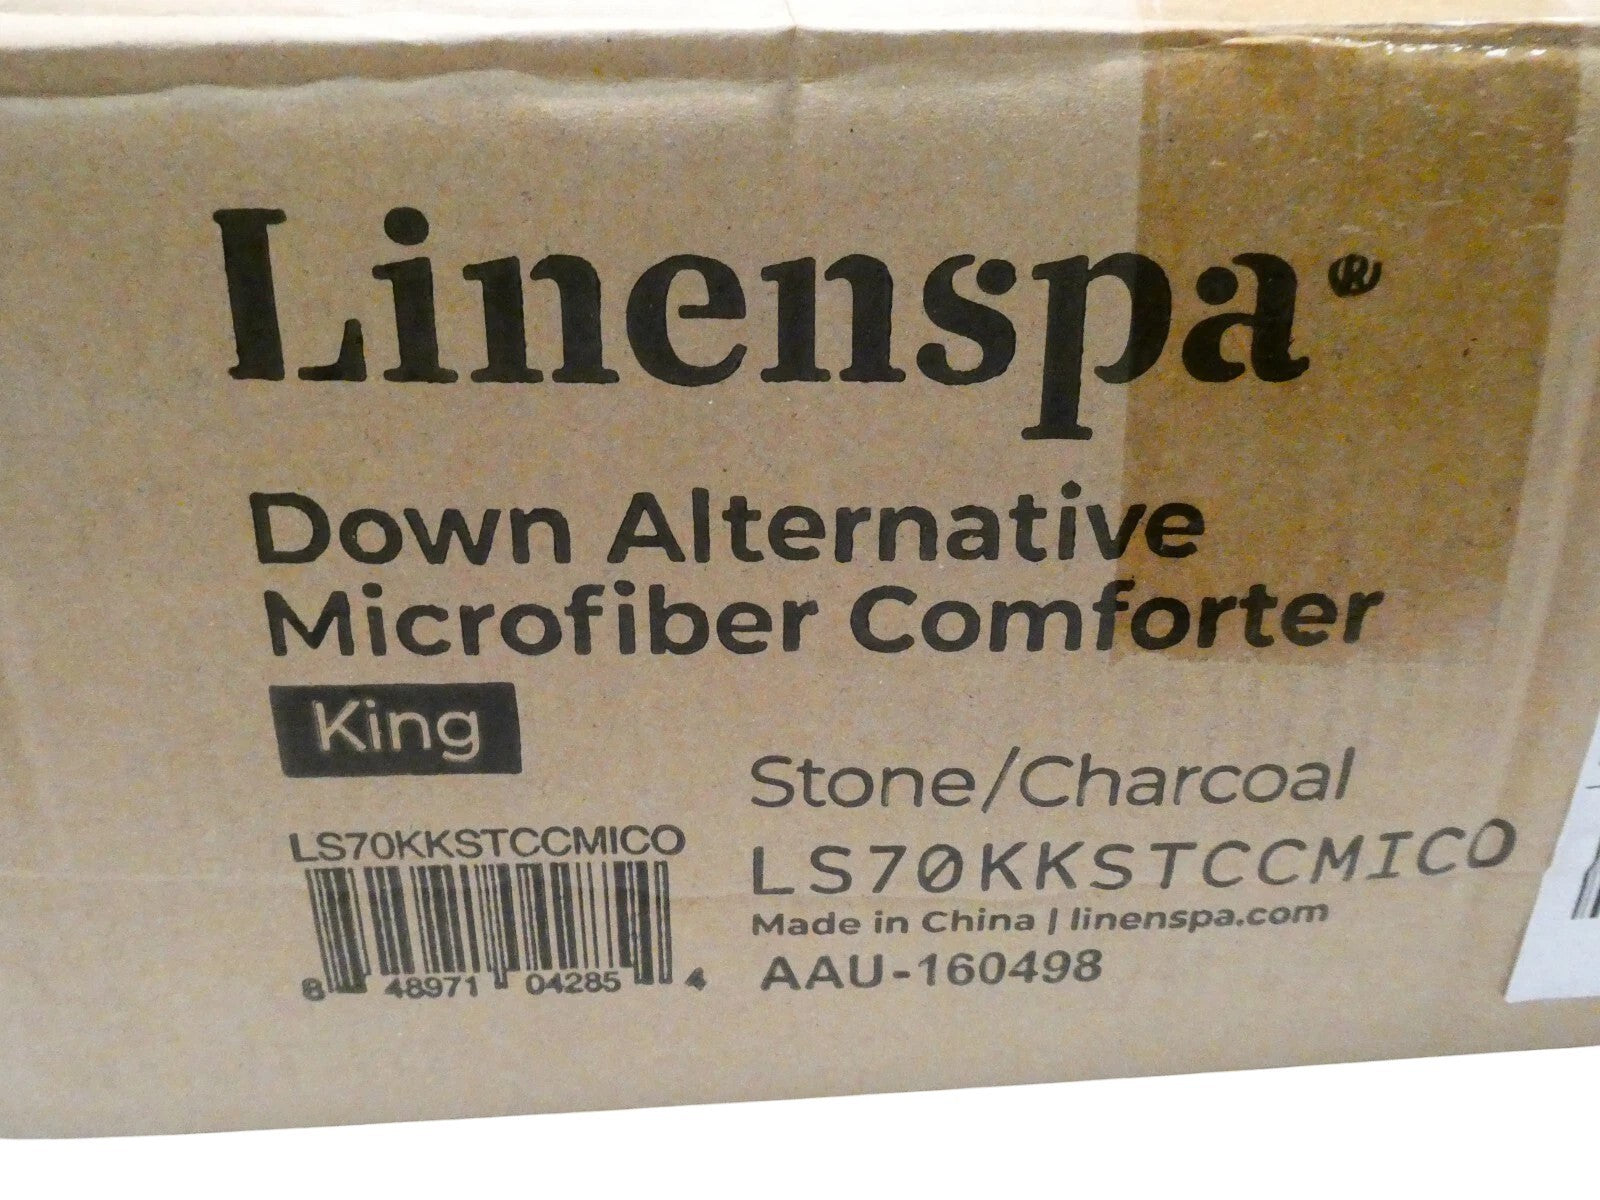 Linenspa®
Down Alternative
Microfiber Comforter
King
Stone/Charcoal
LS70KKSTCCMICO
LS70KKSTCCMICO
Made in China | linenspa.com
8 48971 04285 4
AAU-160498